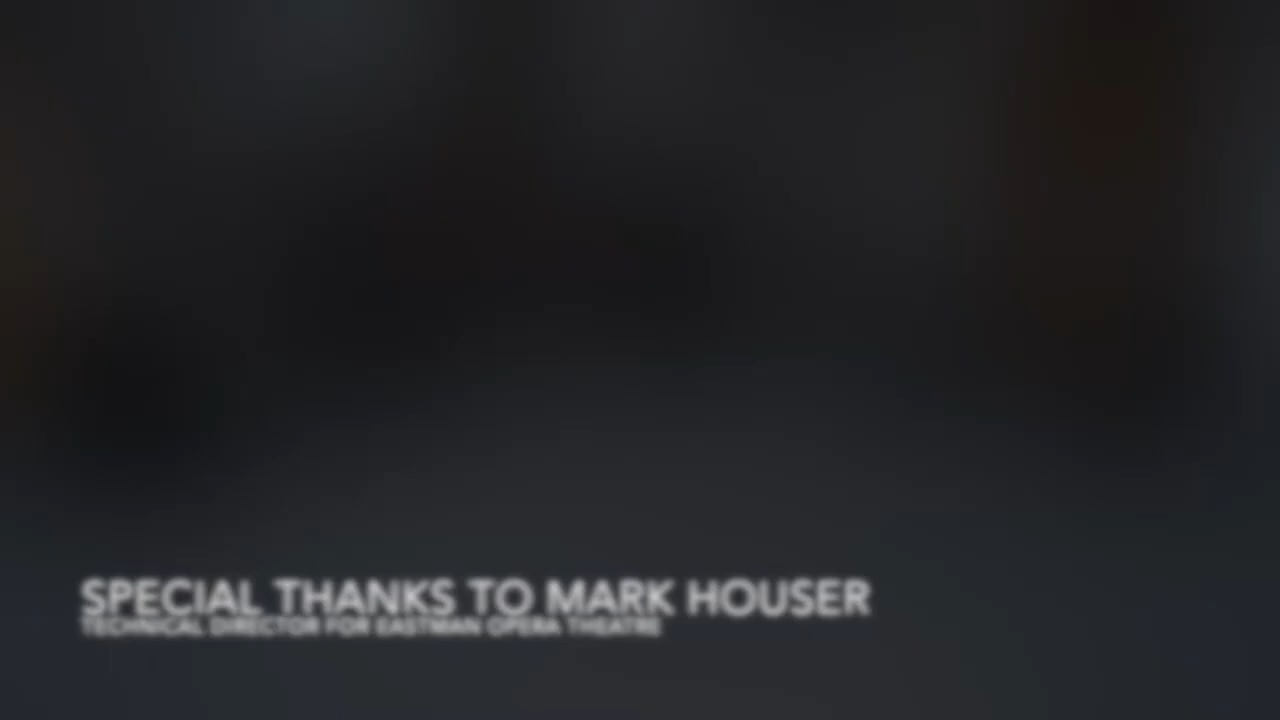 SPECIAL THANKS TO MARK HOUSER
TECHNICAL DIRECTOR FOR EASTMAN OPERA THEATRE